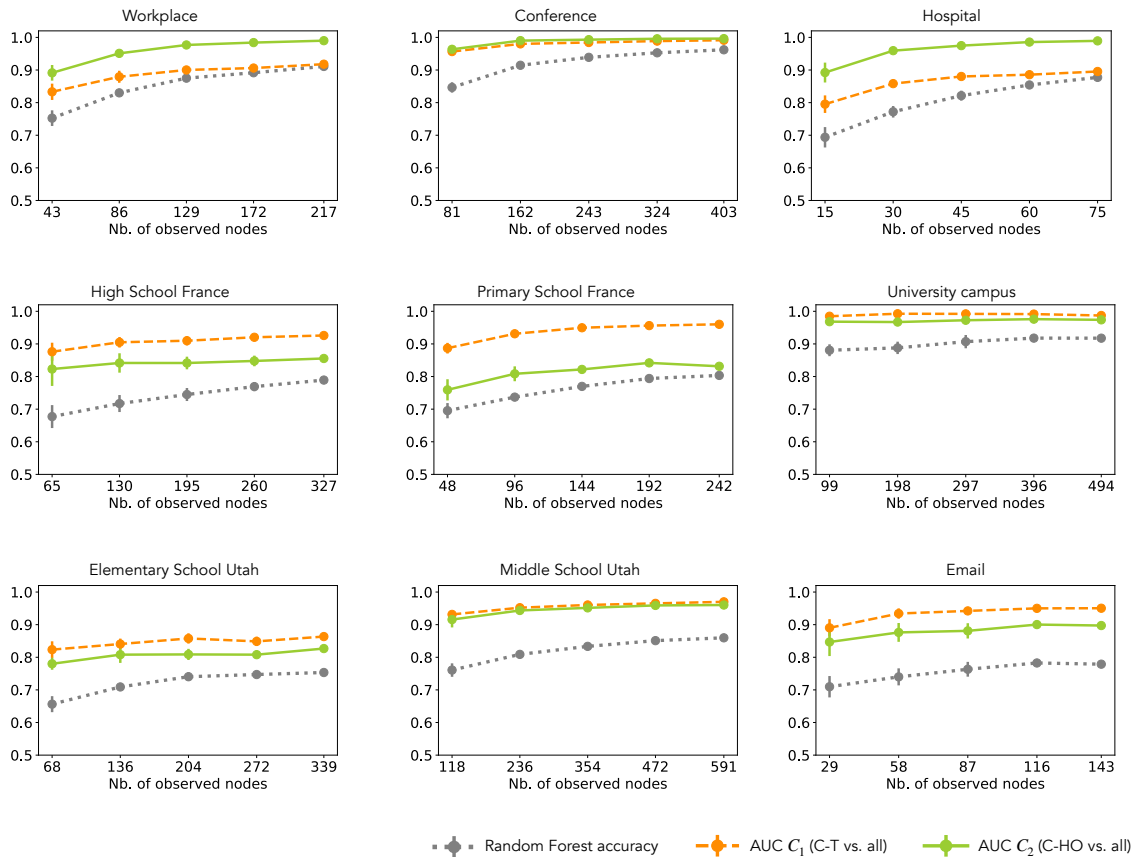 Workplace
Conference
Hospital
1.0
0.9
0.8
0.7
0.6
0.5
43 86 129 172 217
Nb. of observed nodes
1.0
0.9
0.8
0.7
0.6
0.5
81 162 243 324 403
Nb. of observed nodes
1.0
0.9
0.8
0.7
0.6
0.5
15 30 45 60 75
Nb. of observed nodes
High School France
Primary School France
University campus
1.0
0.9
0.8
0.7
0.6
0.5
65 130 195 260 327
Nb. of observed nodes
1.0
0.9
0.8
0.7
0.6
0.5
48 96 144 192 242
Nb. of observed nodes
1.0
0.9
0.8
0.7
0.6
0.5
99 198 297 396 494
Nb. of observed nodes
Elementary School Utah
Middle School Utah
Email
1.0
0.9
0.8
0.7
0.6
0.5
68 136 204 272 339
Nb. of observed nodes
1.0
0.9
0.8
0.7
0.6
0.5
118 236 354 472 591
Nb. of observed nodes
1.0
0.9
0.8
0.7
0.6
0.5
29 58 87 116 143
Nb. of observed nodes
Random Forest accuracy
AUC C₁ (C-T vs. all)
AUC C₂ (C-HO vs. all)